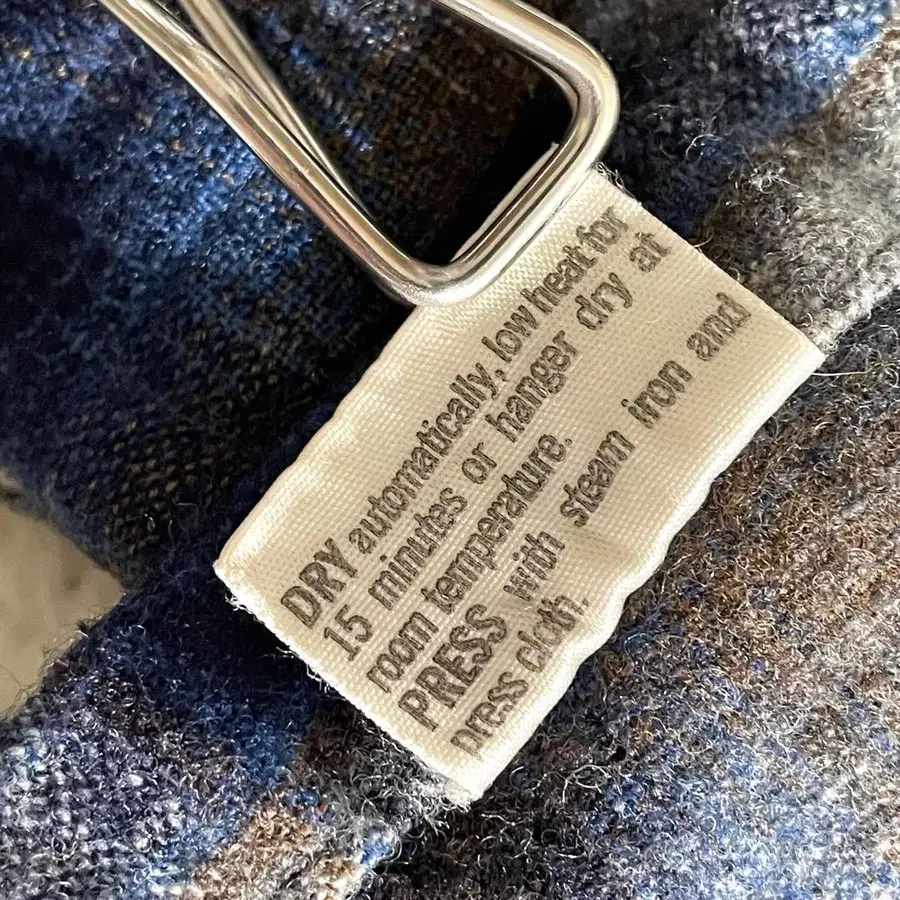 DRY automatically, low heat for
15 minutes or hanger dry at
room temperature.
PRESS with steam iron and
press cloth.